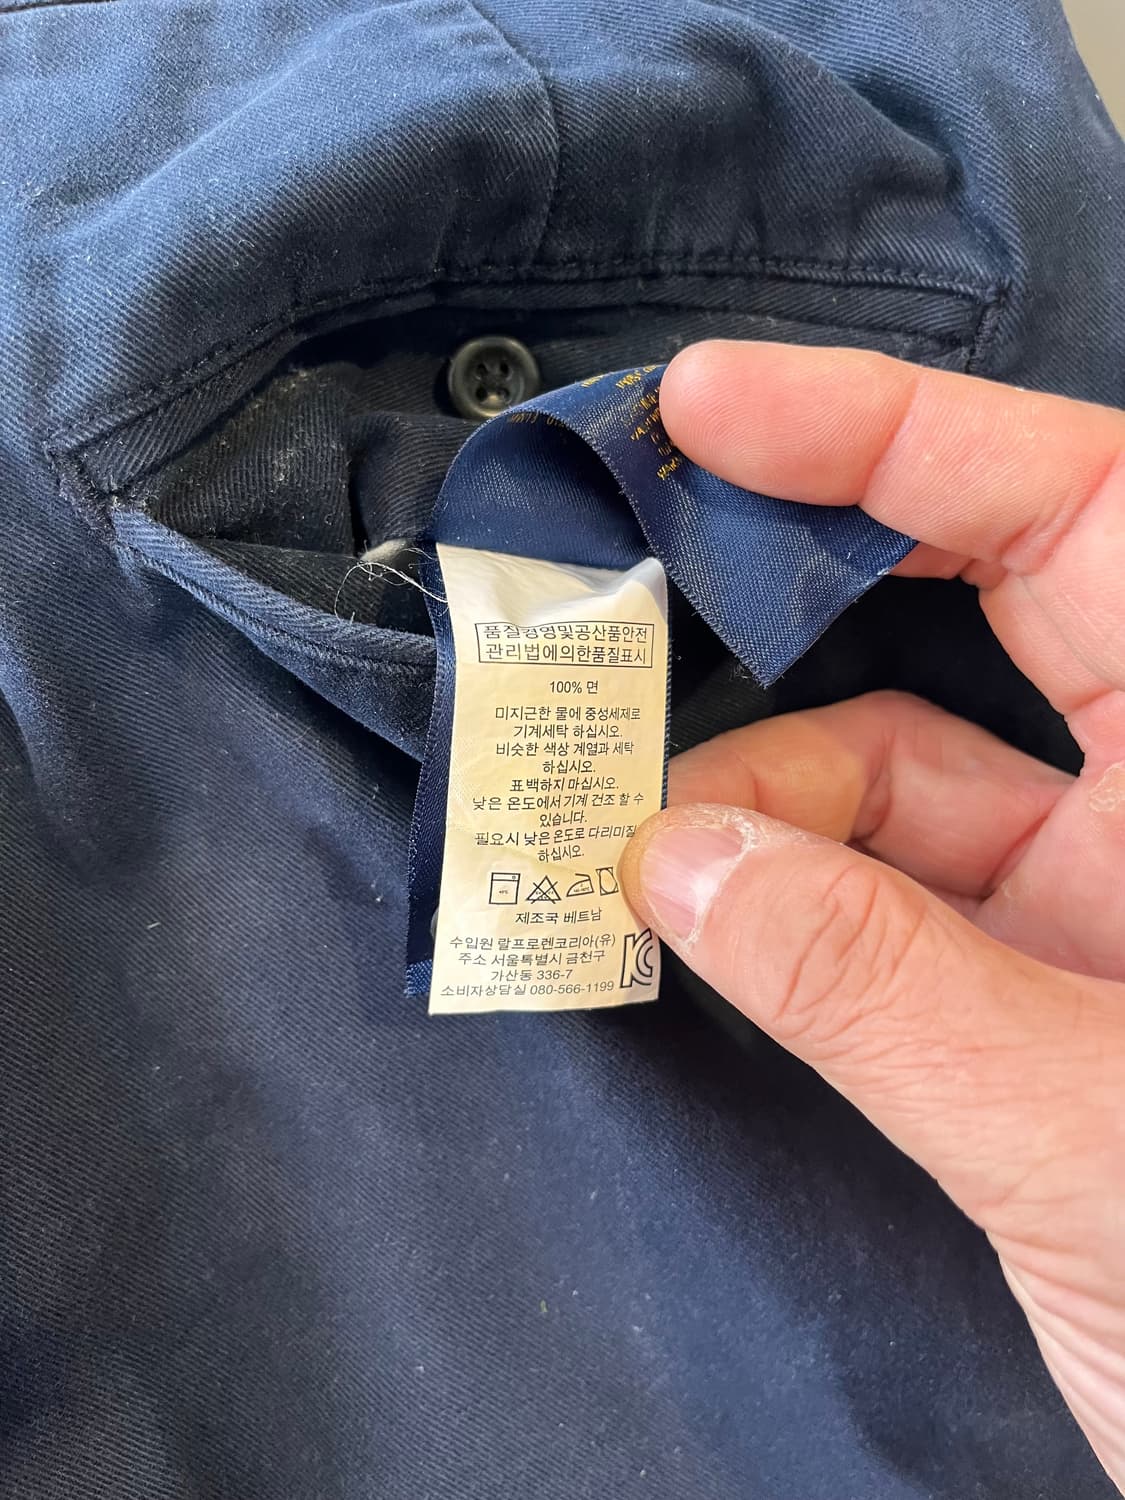 품질경영및공산품안전
관리법에의한품질표시
100% 면
미지근한 물에 중성세제로
기계세탁 하십시오.
비슷한 색상 계열과 세탁
하십시오.
표백하지 마십시오.
낮은 온도에서 기계 건조 할 수
있습니다.
필요시 낮은 온도로 다리미질
하십시오.
제조국 베트남
수입원 랄프로렌코리아(유)
주소 서울특별시 금천구
가산동 336-7
소비자상담실 080-566-1199
KC